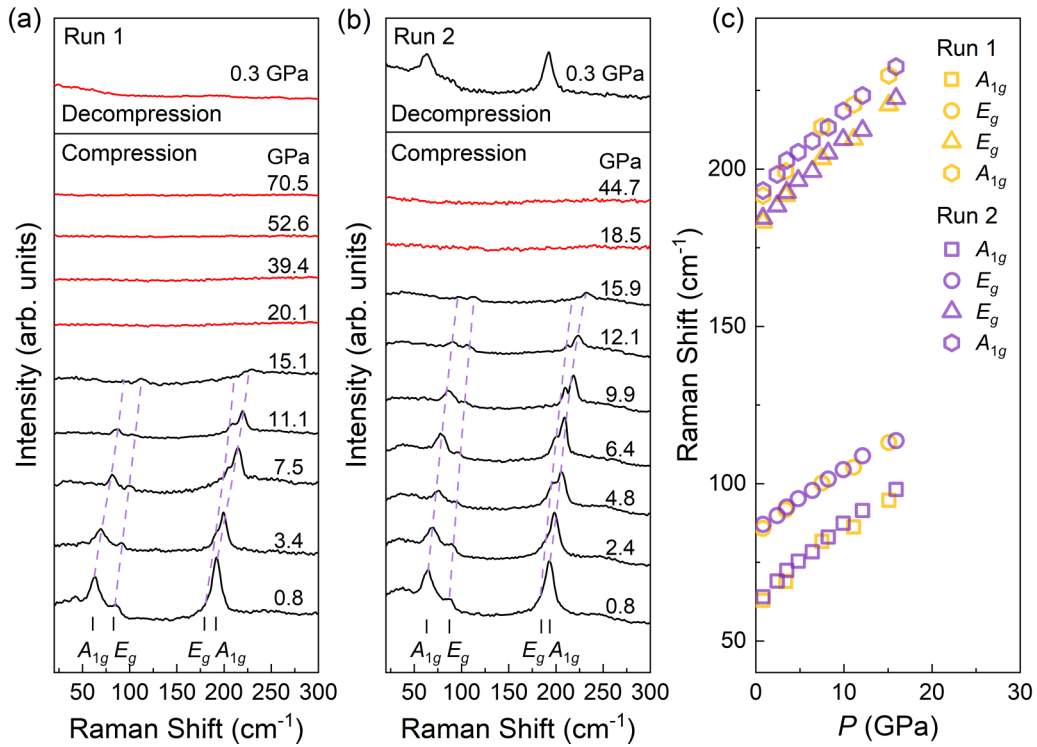 (a)
Run 1
0.3 GPa
Decompression
Compression
GPa
70.5
52.6
39.4
20.1
15.1
11.1
7.5
3.4
0.8
A1g Eg Eg A1g
50 100 150 200 250 300
Raman Shift (cm-1)
Intensity (arb. units)
(b)
Run 2
0.3 GPa
Decompression
Compression
GPa
44.7
18.5
15.9
12.1
9.9
6.4
4.8
2.4
0.8
A1g Eg Eg A1g
50 100 150 200 250 300
Raman Shift (cm-1)
Intensity (arb. units)
(c)
Run 1
A1g
Eg
Eg
A1g
Run 2
A1g
Eg
Eg
A1g
200
150
100
50
0 10 20 30
P (GPa)
Raman Shift (cm-1)